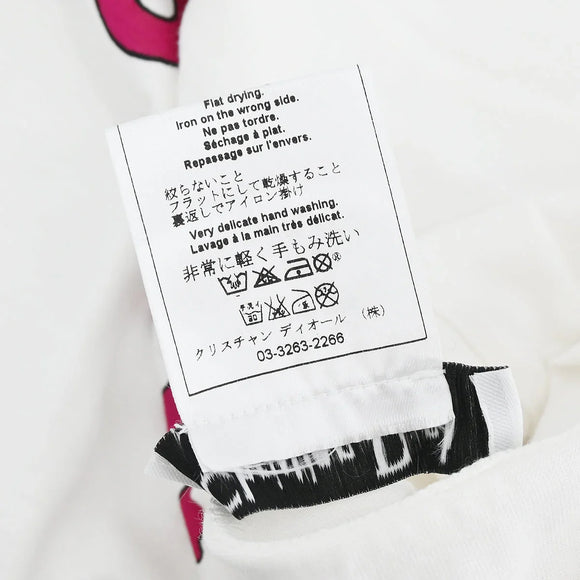 Flat drying.
Iron on the wrong side.
Ne pas tordre.
Séchage à plat.
Repassage sur l'envers.
絞らないこと
フラットにして乾燥すること
裏返しでアイロン掛け
Very delicate hand washing.
Lavage à la main très délicat.
非常に軽く手もみ洗い
クリスチャン ディオール (株)
03-3263-2266